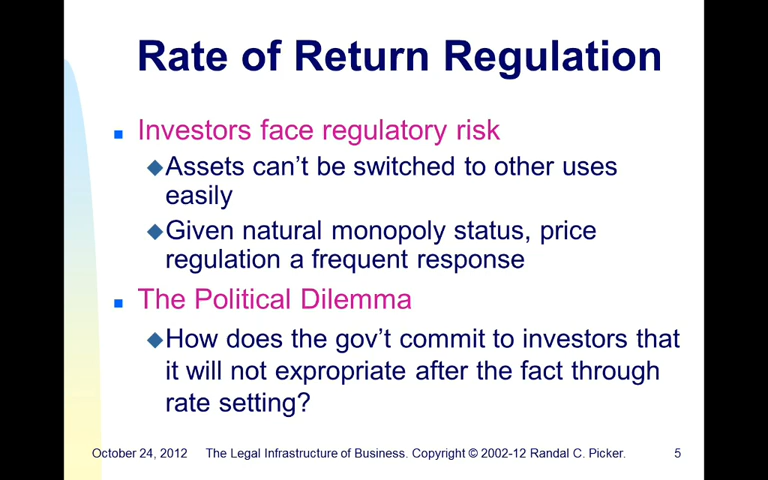 Rate of Return Regulation
Investors face regulatory risk
Assets can't be switched to other uses
easily
Given natural monopoly status, price
regulation a frequent response
The Political Dilemma
How does the gov't commit to investors that
it will not expropriate after the fact through
rate setting?
October 24, 2012 The Legal Infrastructure of Business. Copyright © 2002-12 Randal C. Picker. 5